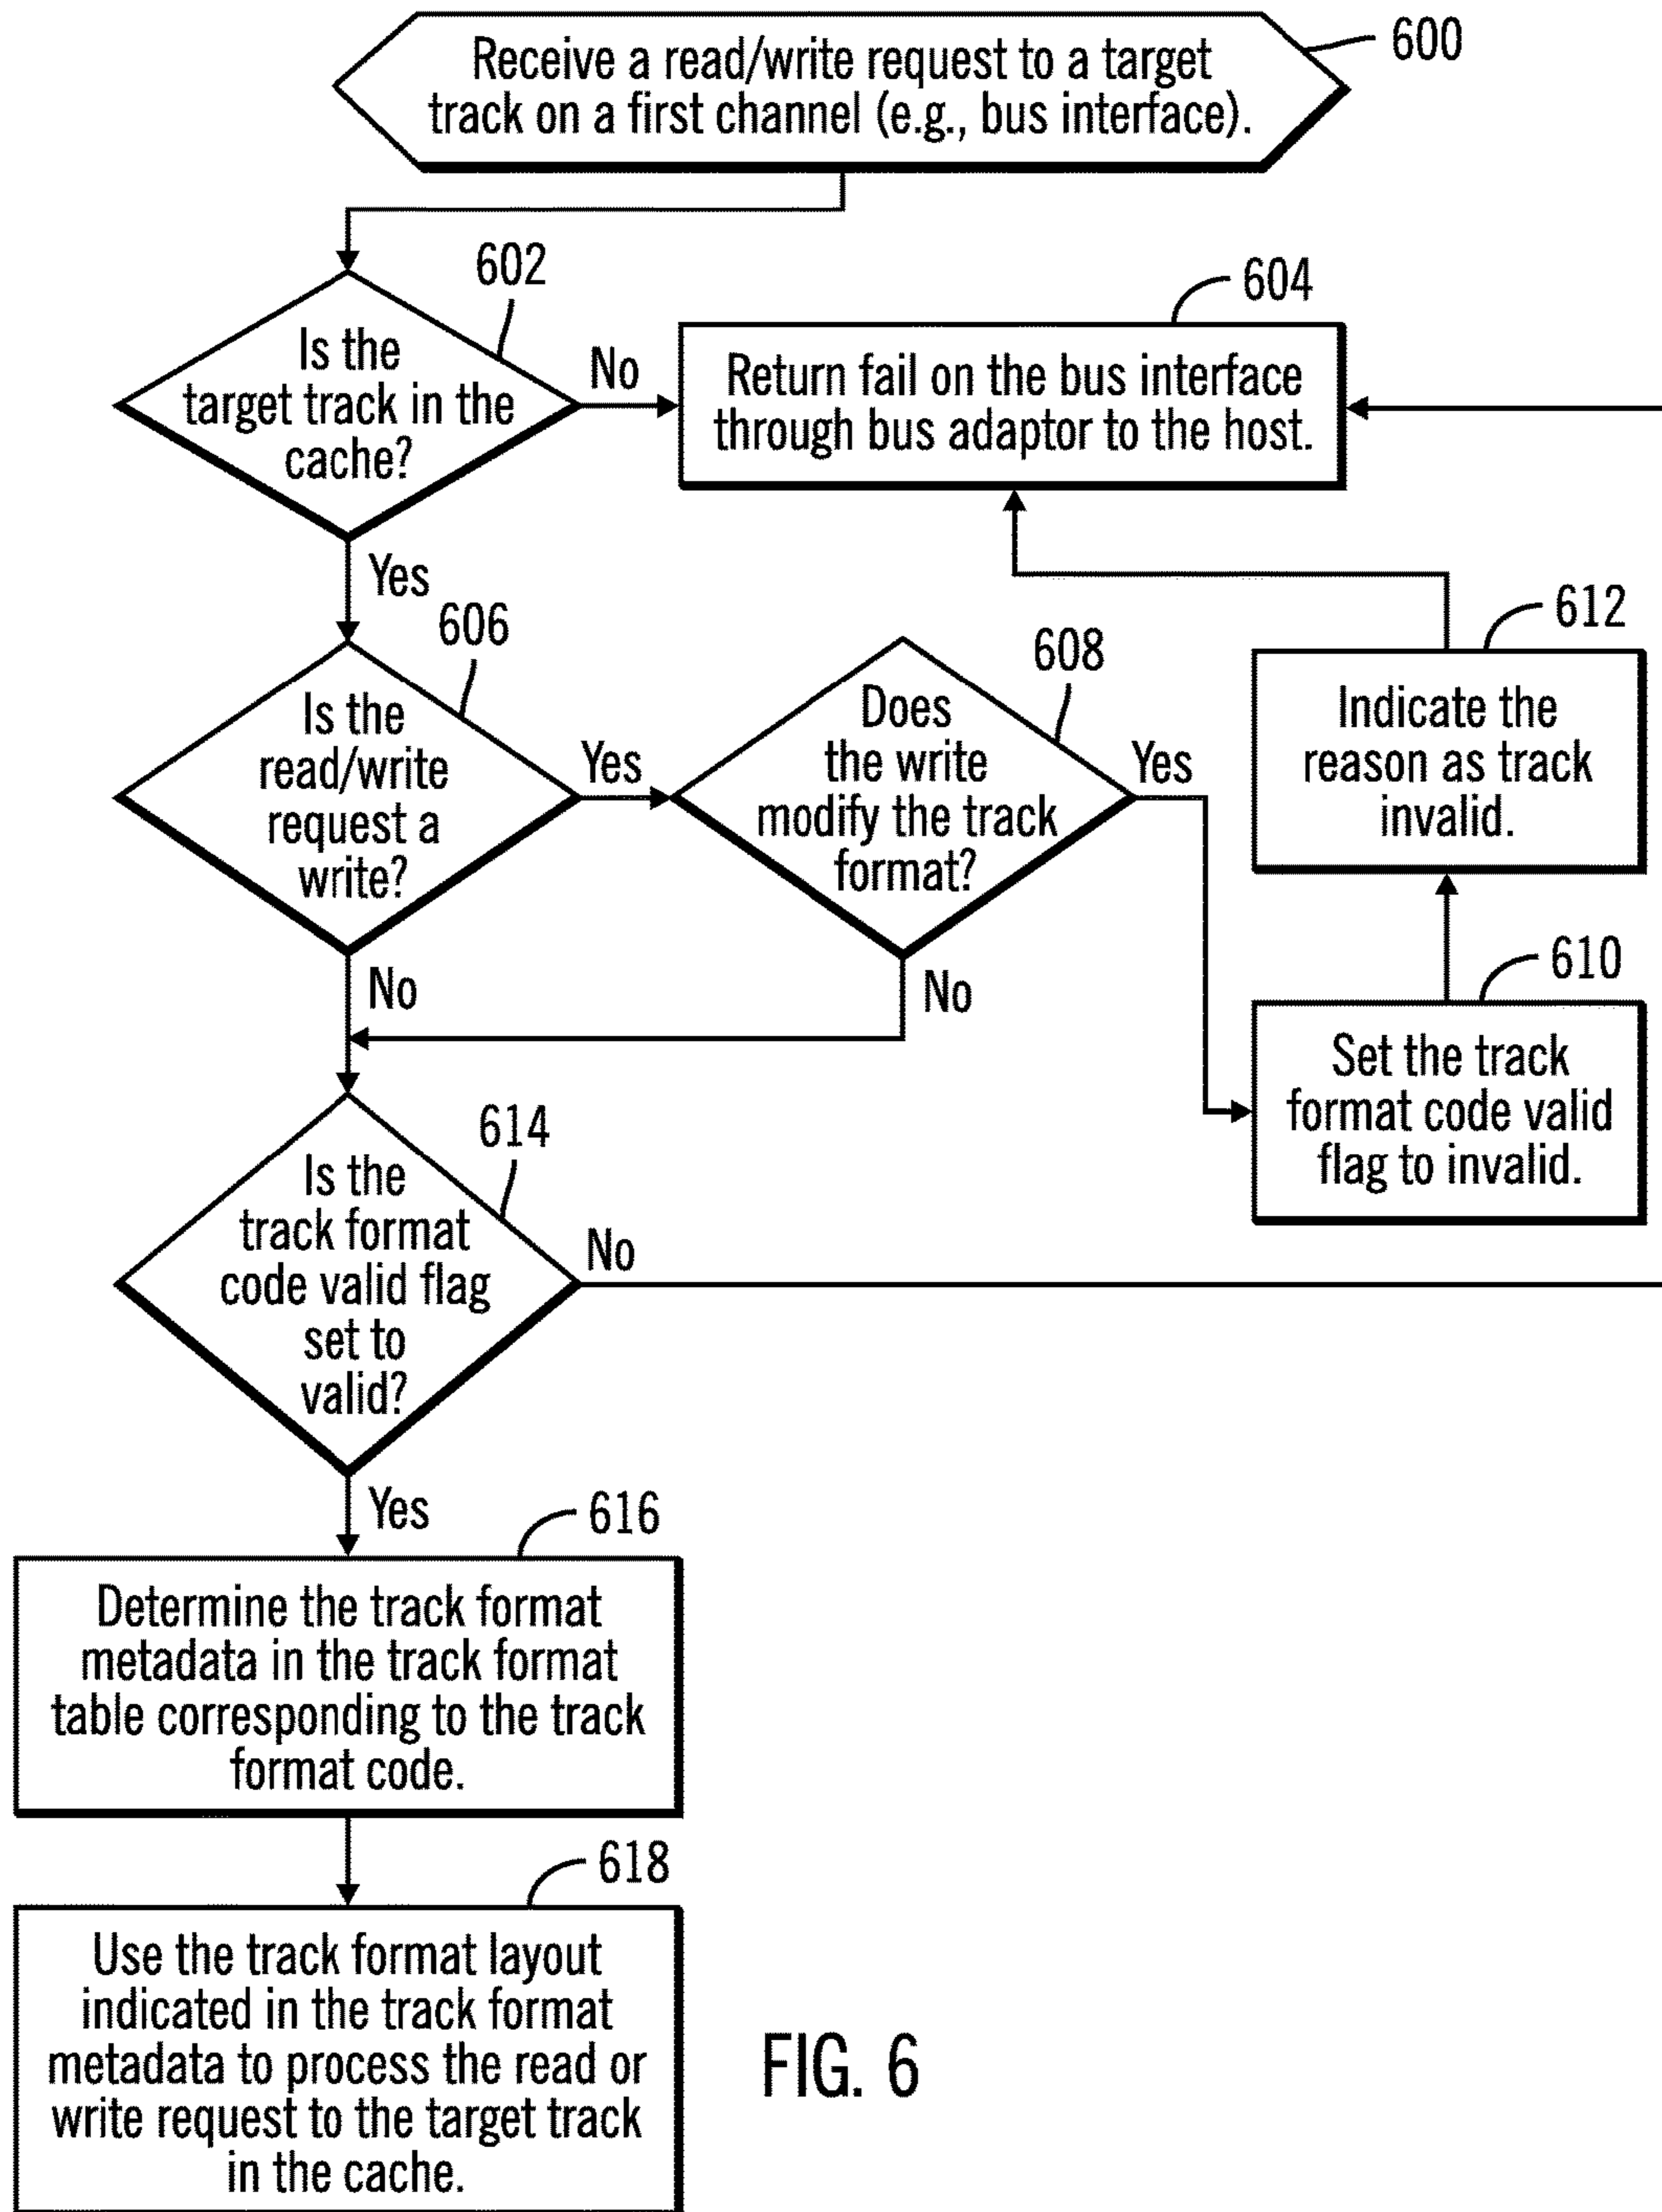 Receive a read/write request to a target
track on a first channel (e.g., bus interface).
600
602
Is the
target track in the
cache?
No
Yes
604
Return fail on the bus interface
through bus adaptor to the host.
606
Is the
read/write
request a
write?
Yes
No
608
Does
the write
modify the track
format?
Yes
No
612
Indicate the
reason as track
invalid.
610
Set the track
format code valid
flag to invalid.
614
Is the
track format
code valid flag
set to
valid?
No
Yes
616
Determine the track format
metadata in the track format
table corresponding to the track
format code.
618
Use the track format layout
indicated in the track format
metadata to process the read or
write request to the target track
in the cache.
FIG. 6